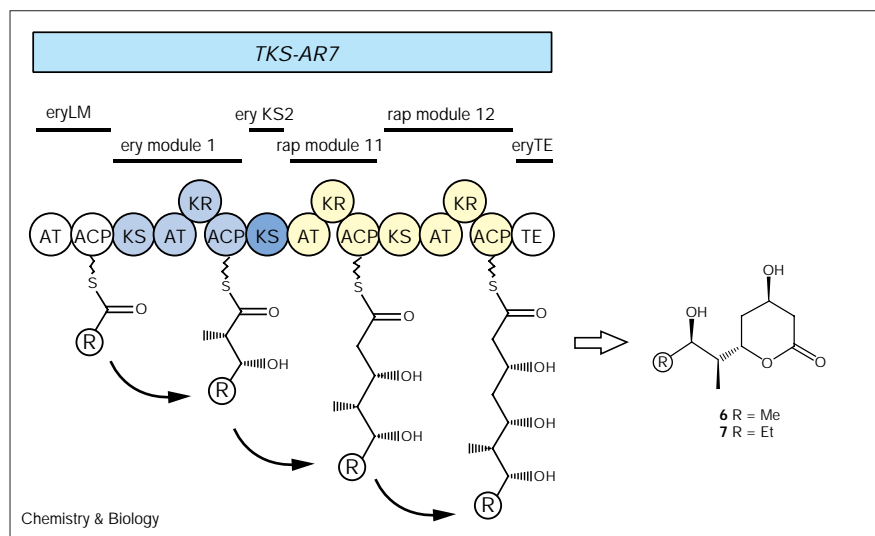 TKS-AR7
eryLM
ery KS2
rap module 12
ery module 1
rap module 11
eryTE
KR
KR
KR
AT
ACP
KS
AT
ACP
KS
AT
ACP
KS
AT
ACP
TE
S
S
S
S
O
O
O
O
R
OH
R
OH
OH
R
OH
OH
OH
R
OH
OH
R
O
O
6 R = Me
7 R = Et
Chemistry & Biology